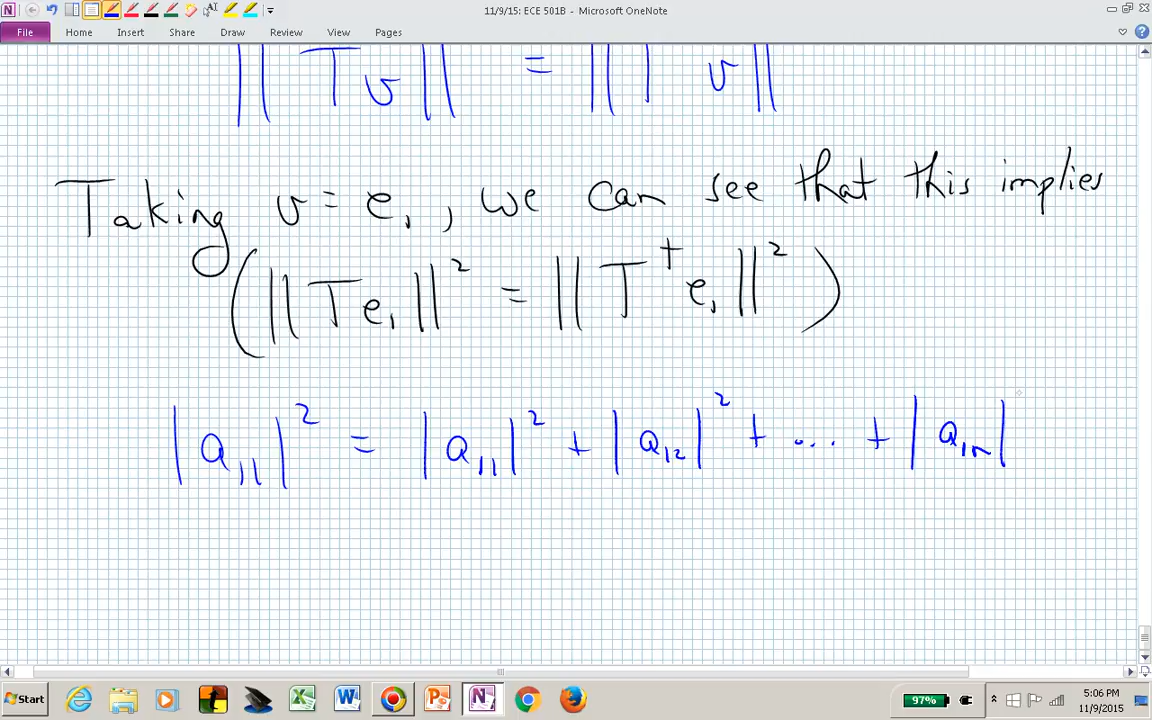 11/9/15: ECE 501B - Microsoft OneNote
File Home Insert Share Draw Review View Pages
|| T v || = || T v ||
Taking v = e₁, we can see that this implies
( || T e₁ ||² = || T† e₁ ||² )
|a₁₁|² = |a₁₁|² + |a₁₂|² + ... + |a₁ₙ|
Start 97% 5:06 PM
11/9/2015